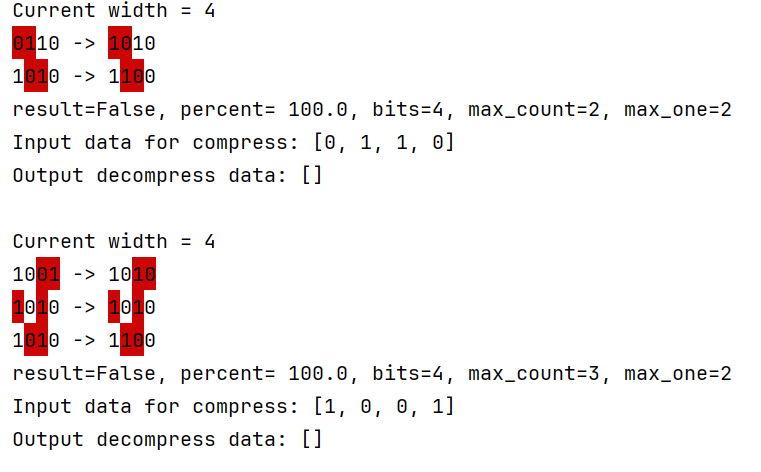 Current width = 4
0110 -> 1010
1010 -> 1100
result=False, percent= 100.0, bits=4, max_count=2, max_one=2
Input data for compress: [0, 1, 1, 0]
Output decompress data: []
Current width = 4
1001 -> 1010
1010 -> 1010
1010 -> 1100
result=False, percent= 100.0, bits=4, max_count=3, max_one=2
Input data for compress: [1, 0, 0, 1]
Output decompress data: []